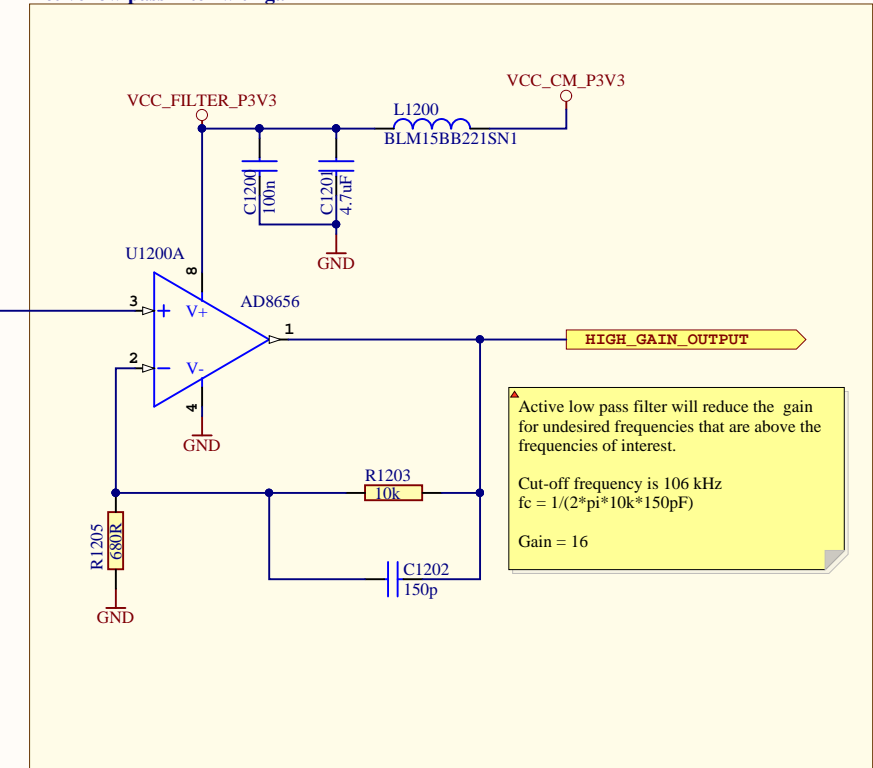 VCC_CM_P3V3
VCC_FILTER_P3V3
L1200
BLM15BB221SN1
C1200
100n
C1201
4.7uF
GND
U1200A
8
AD8656
3
V+
1
HIGH_GAIN_OUTPUT
2
V-
4
GND
Active low pass filter will reduce the gain
for undesired frequencies that are above the
frequencies of interest.
Cut-off frequency is 106 kHz
fc = 1/(2*pi*10k*150pF)
Gain = 16
R1203
10k
R1205
680R
C1202
150p
GND